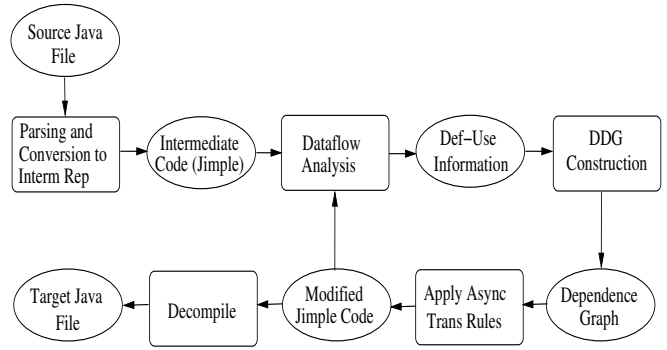 Source Java
File
Parsing and
Conversion to
Interm Rep
Intermediate
Code (Jimple)
Dataflow
Analysis
Def-Use
Information
DDG
Construction
Target Java
File
Decompile
Modified
Jimple Code
Apply Async
Trans Rules
Dependence
Graph